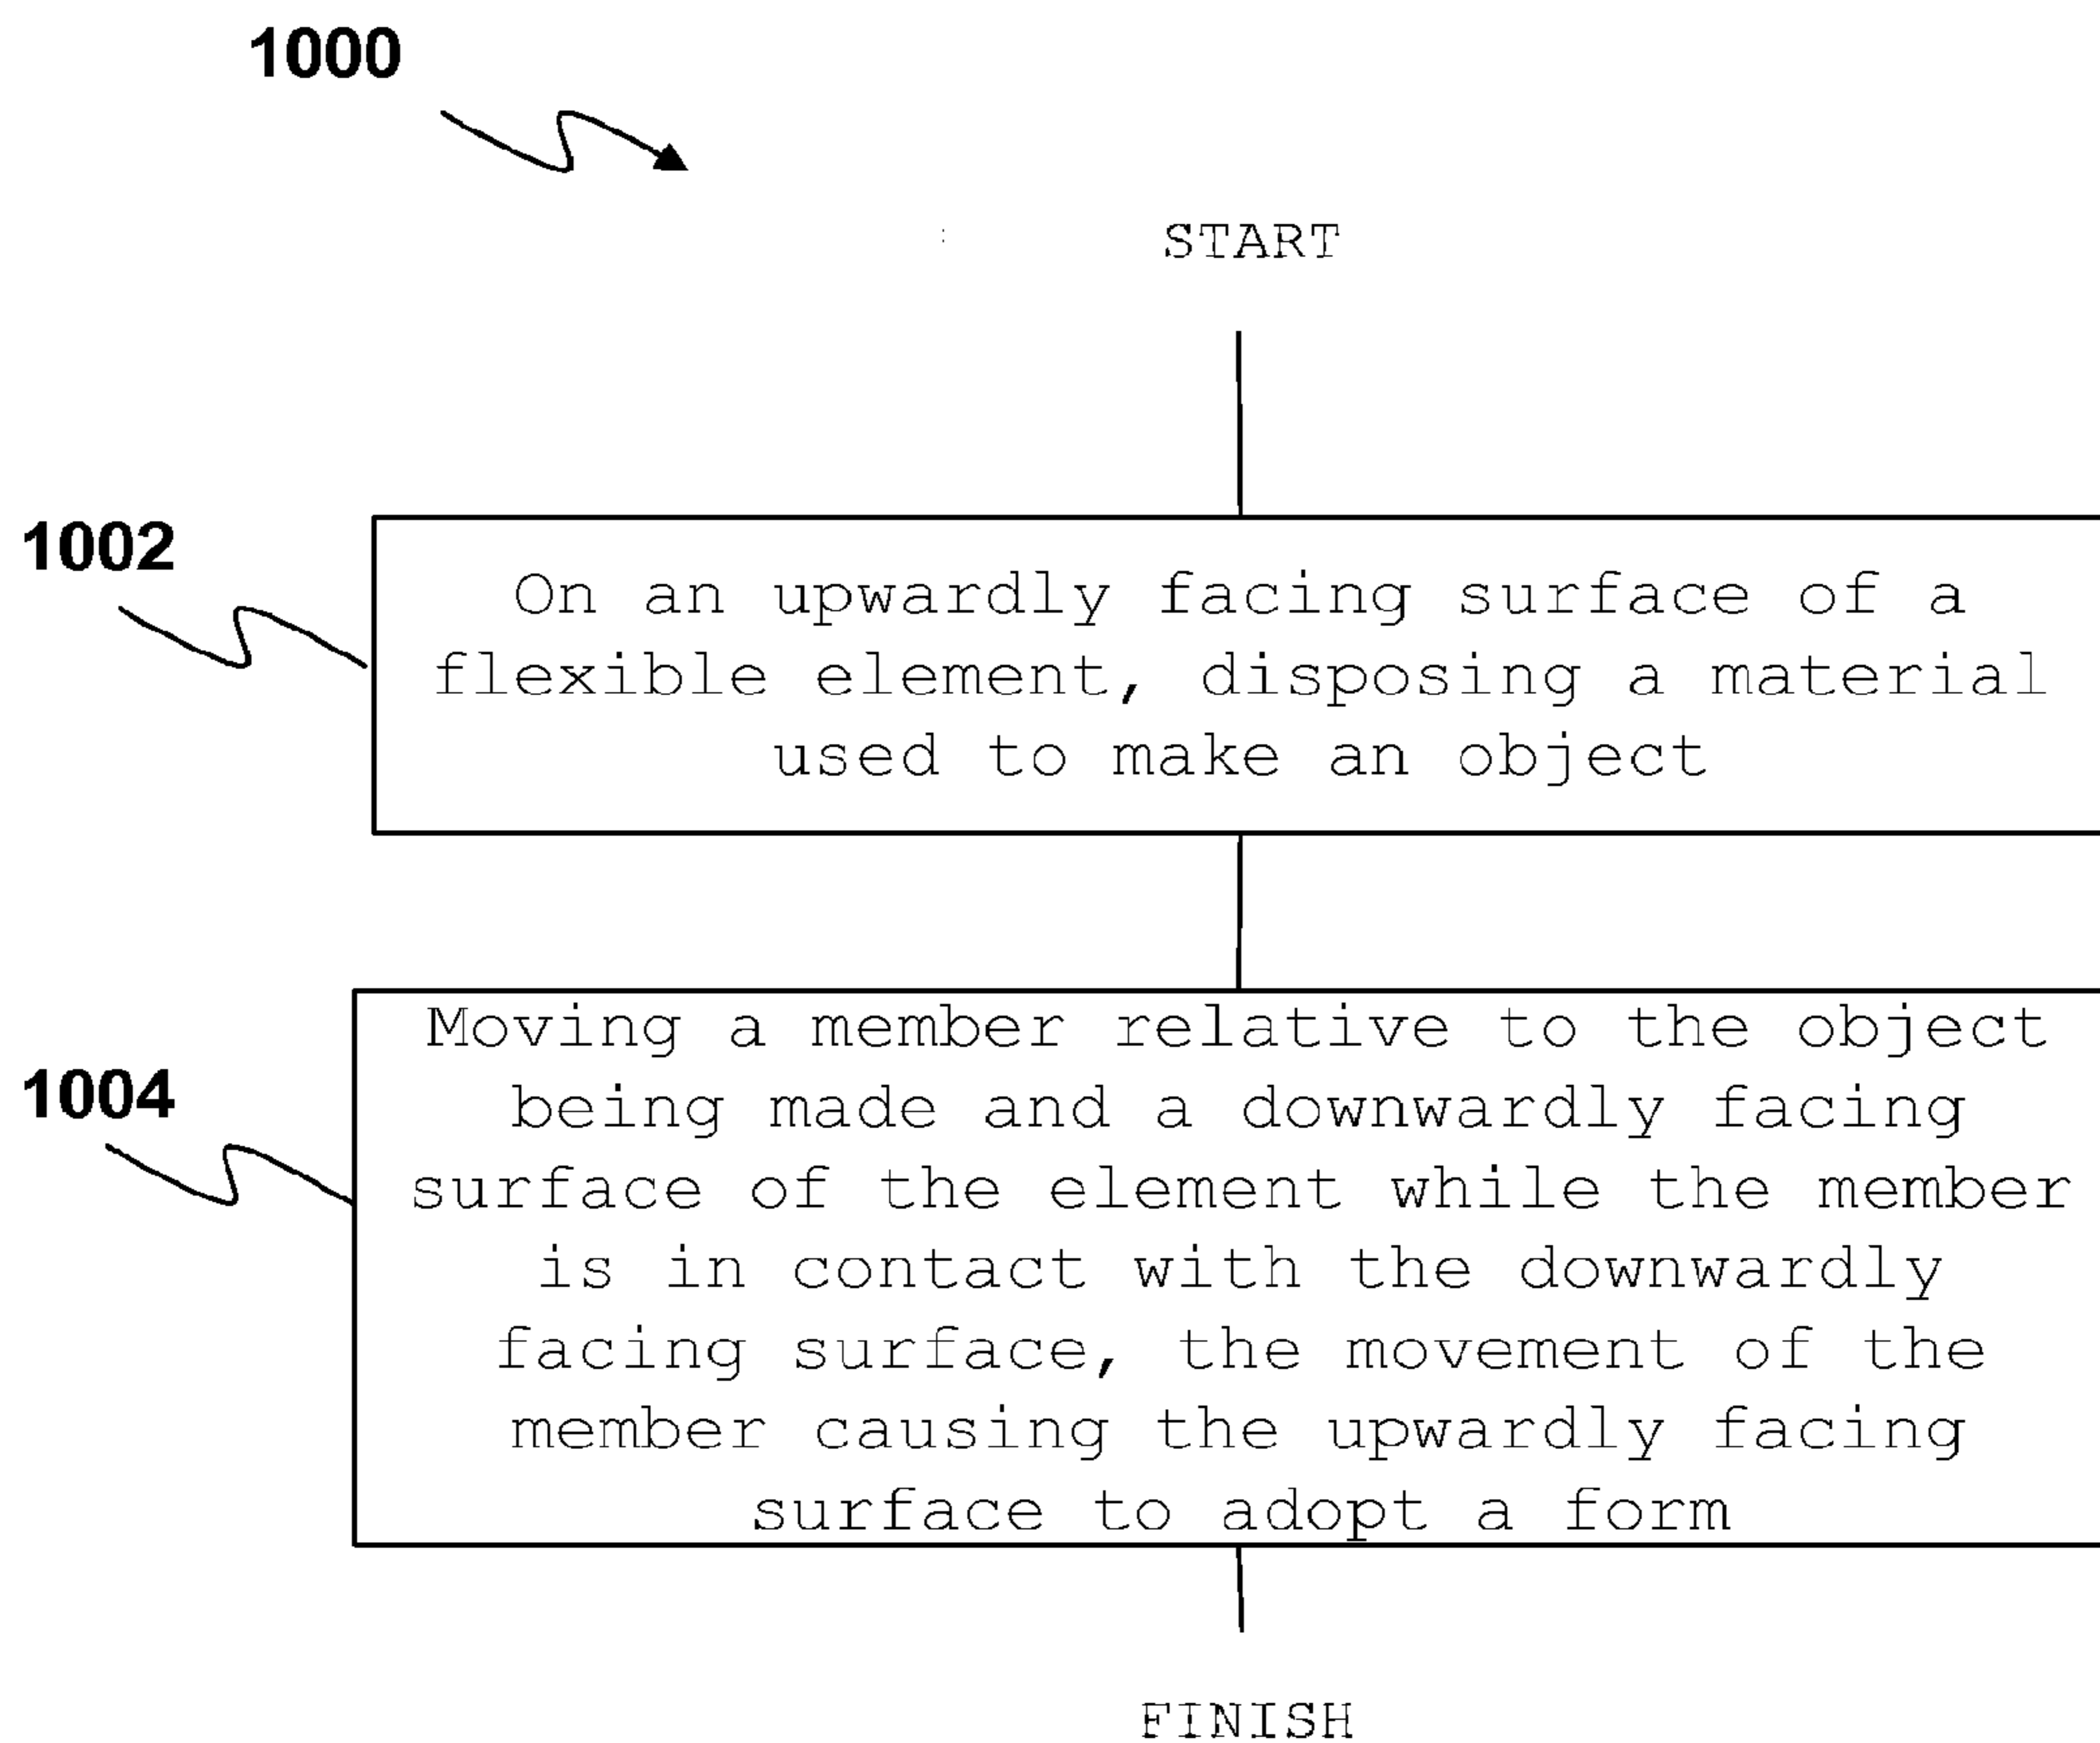 1000
START
1002
On an upwardly facing surface of a
flexible element, disposing a material
used to make an object
1004
Moving a member relative to the object
being made and a downwardly facing
surface of the element while the member
is in contact with the downwardly
facing surface, the movement of the
member causing the upwardly facing
surface to adopt a form
FINISH